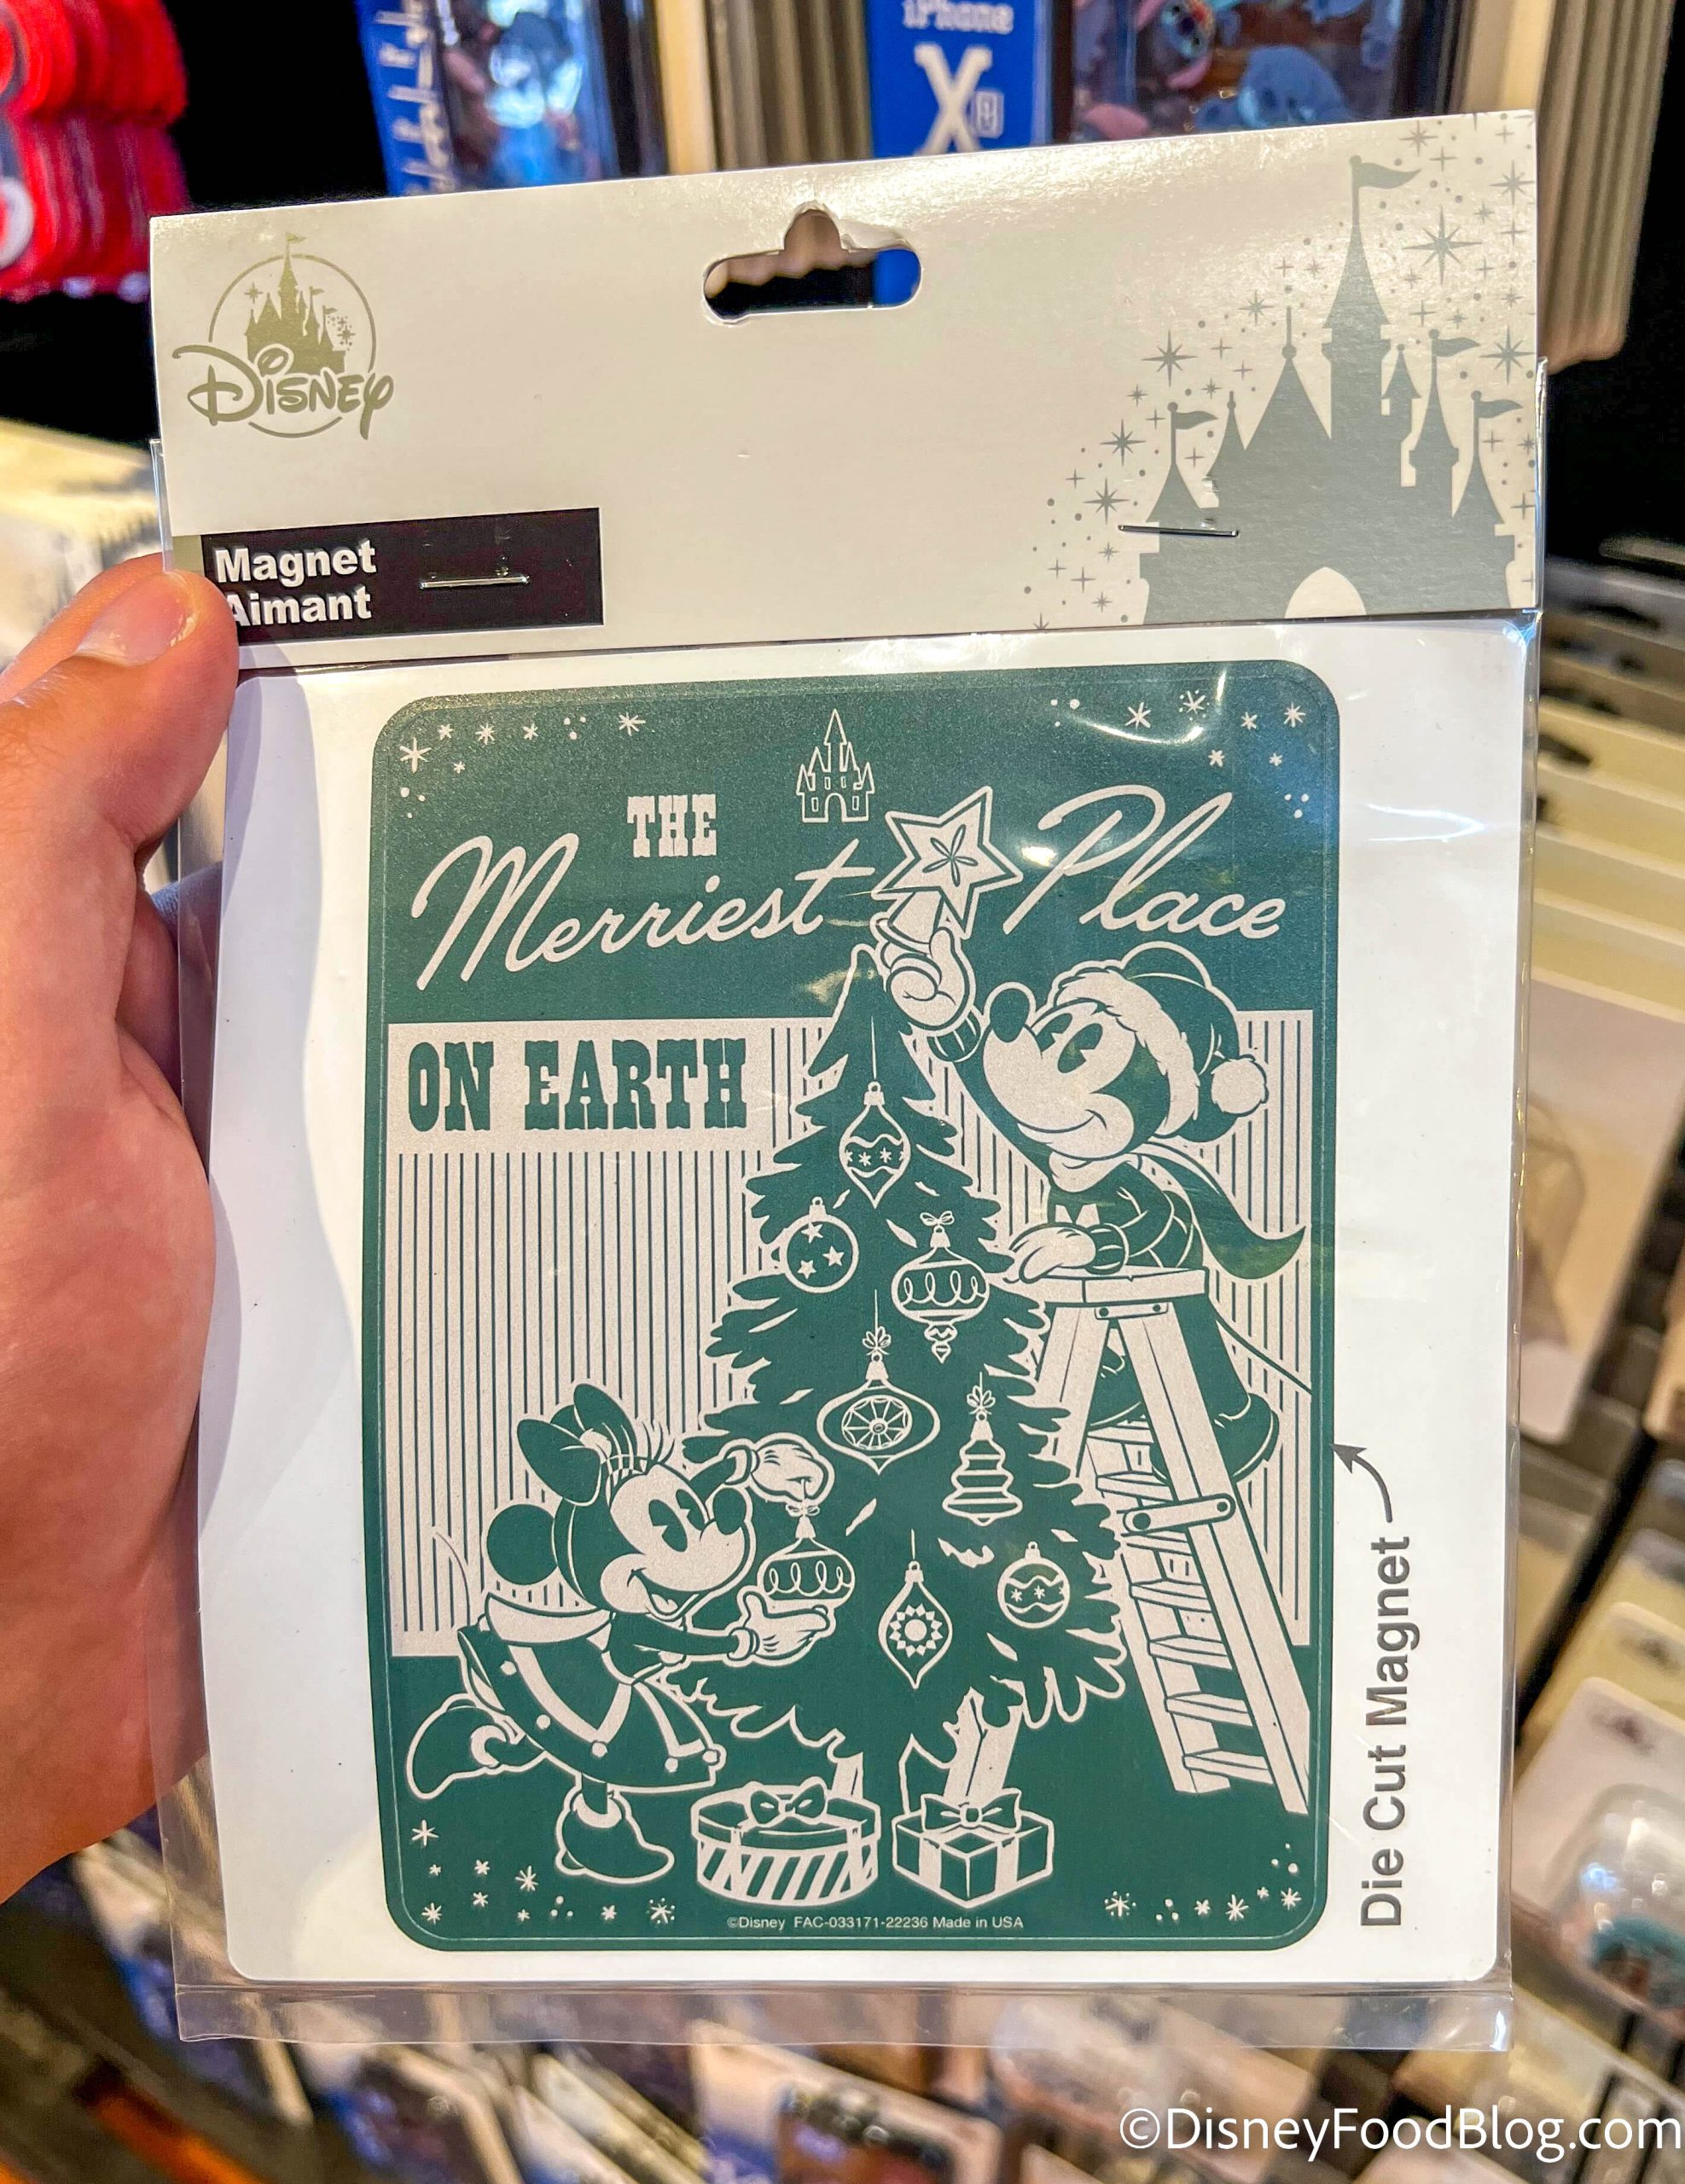 iPhone
X
Disney
Magnet
Aimant
THE
Merriest Place
ON EARTH
Die Cut Magnet
©Disney FAC-033171-22236 Made in USA
©DisneyFoodBlog.com